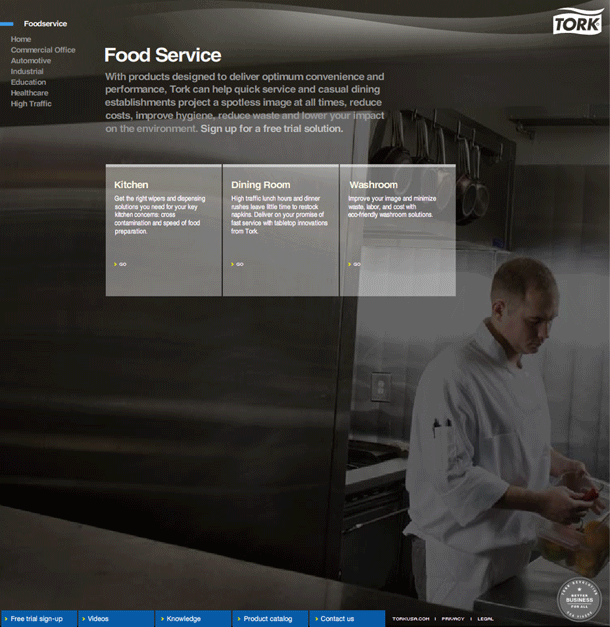 Foodservice
Home
Commercial Office
Automotive
Industrial
Education
Healthcare
High Traffic
TORK
Food Service
With products designed to deliver optimum convenience and
performance, Tork can help quick service and casual dining
establishments project a spotless image at all times, reduce
costs, improve hygiene, reduce waste and lower your impact
on the environment. Sign up for a free trial solution.
Kitchen
Get the right wipers and dispensing
solutions you need for your key
kitchen concerns: cross
contamination and speed of food
preparation.
> GO
Dining Room
High traffic lunch hours and dinner
rushes leave little time to restock
napkins. Deliver on your promise of
fast service with tabletop innovations
from Tork.
> GO
Washroom
Improve your image and minimize
waste, labor, and cost with
eco-friendly washroom solutions.
> GO
BETTER
BUSINESS
FOR ALL
> Free trial sign-up
> Videos
> Knowledge
> Product catalog
> Contact us
TORKUSA.COM | PRIVACY | LEGAL